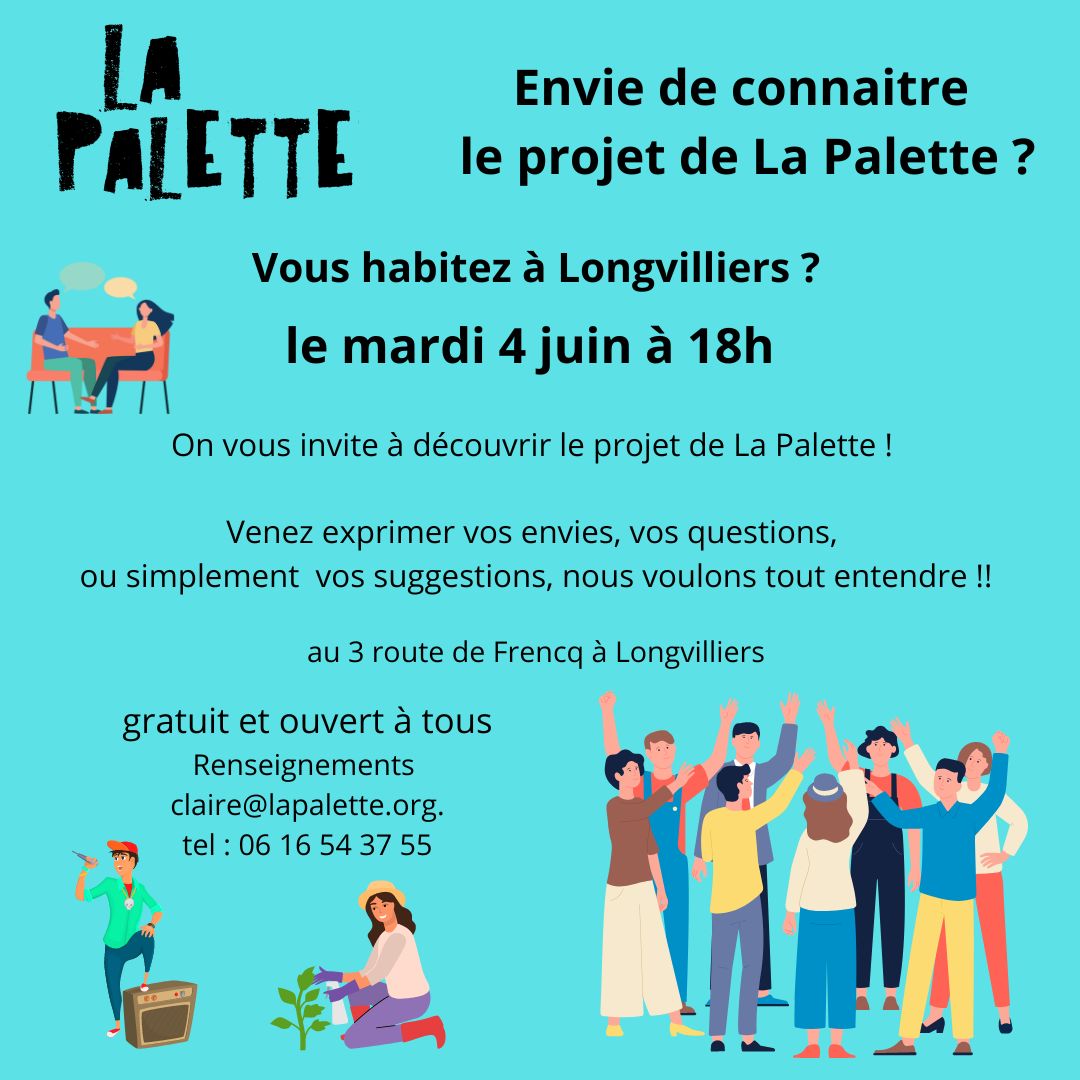 LA
PALETTE
Envie de connaitre
le projet de La Palette ?
Vous habitez à Longvilliers ?
le mardi 4 juin à 18h
On vous invite à découvrir le projet de La Palette !
Venez exprimer vos envies, vos questions,
ou simplement  vos suggestions, nous voulons tout entendre !!
au 3 route de Frencq à Longvilliers
gratuit et ouvert à tous
Renseignements
claire@lapalette.org.
tel : 06 16 54 37 55